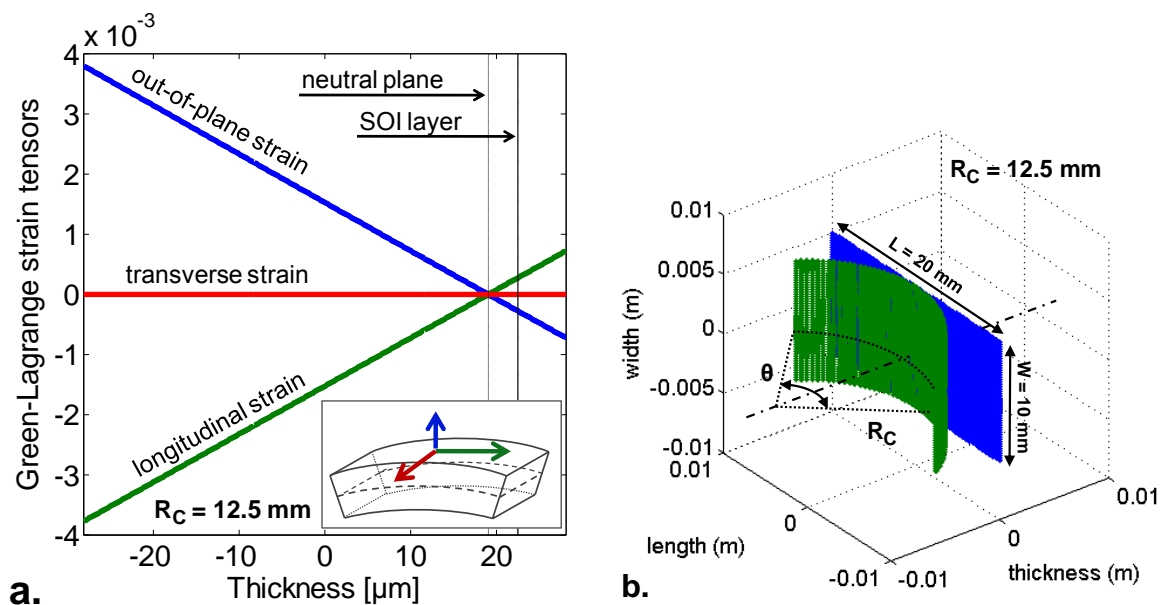 x 10⁻³
4
3
2
1
0
-1
-2
-3
-4
Green-Lagrange strain tensors
out-of-plane strain
neutral plane
SOI layer
transverse strain
longitudinal strain
R_C = 12.5 mm
-20
-10
0
10
20
Thickness [µm]
a.
R_C = 12.5 mm
0.01
0.005
0
-0.005
-0.01
width (m)
L = 20 mm
W = 10 mm
θ
R_C
0.01
0
-0.01
length (m)
-0.01
0
0.01
thickness (m)
b.